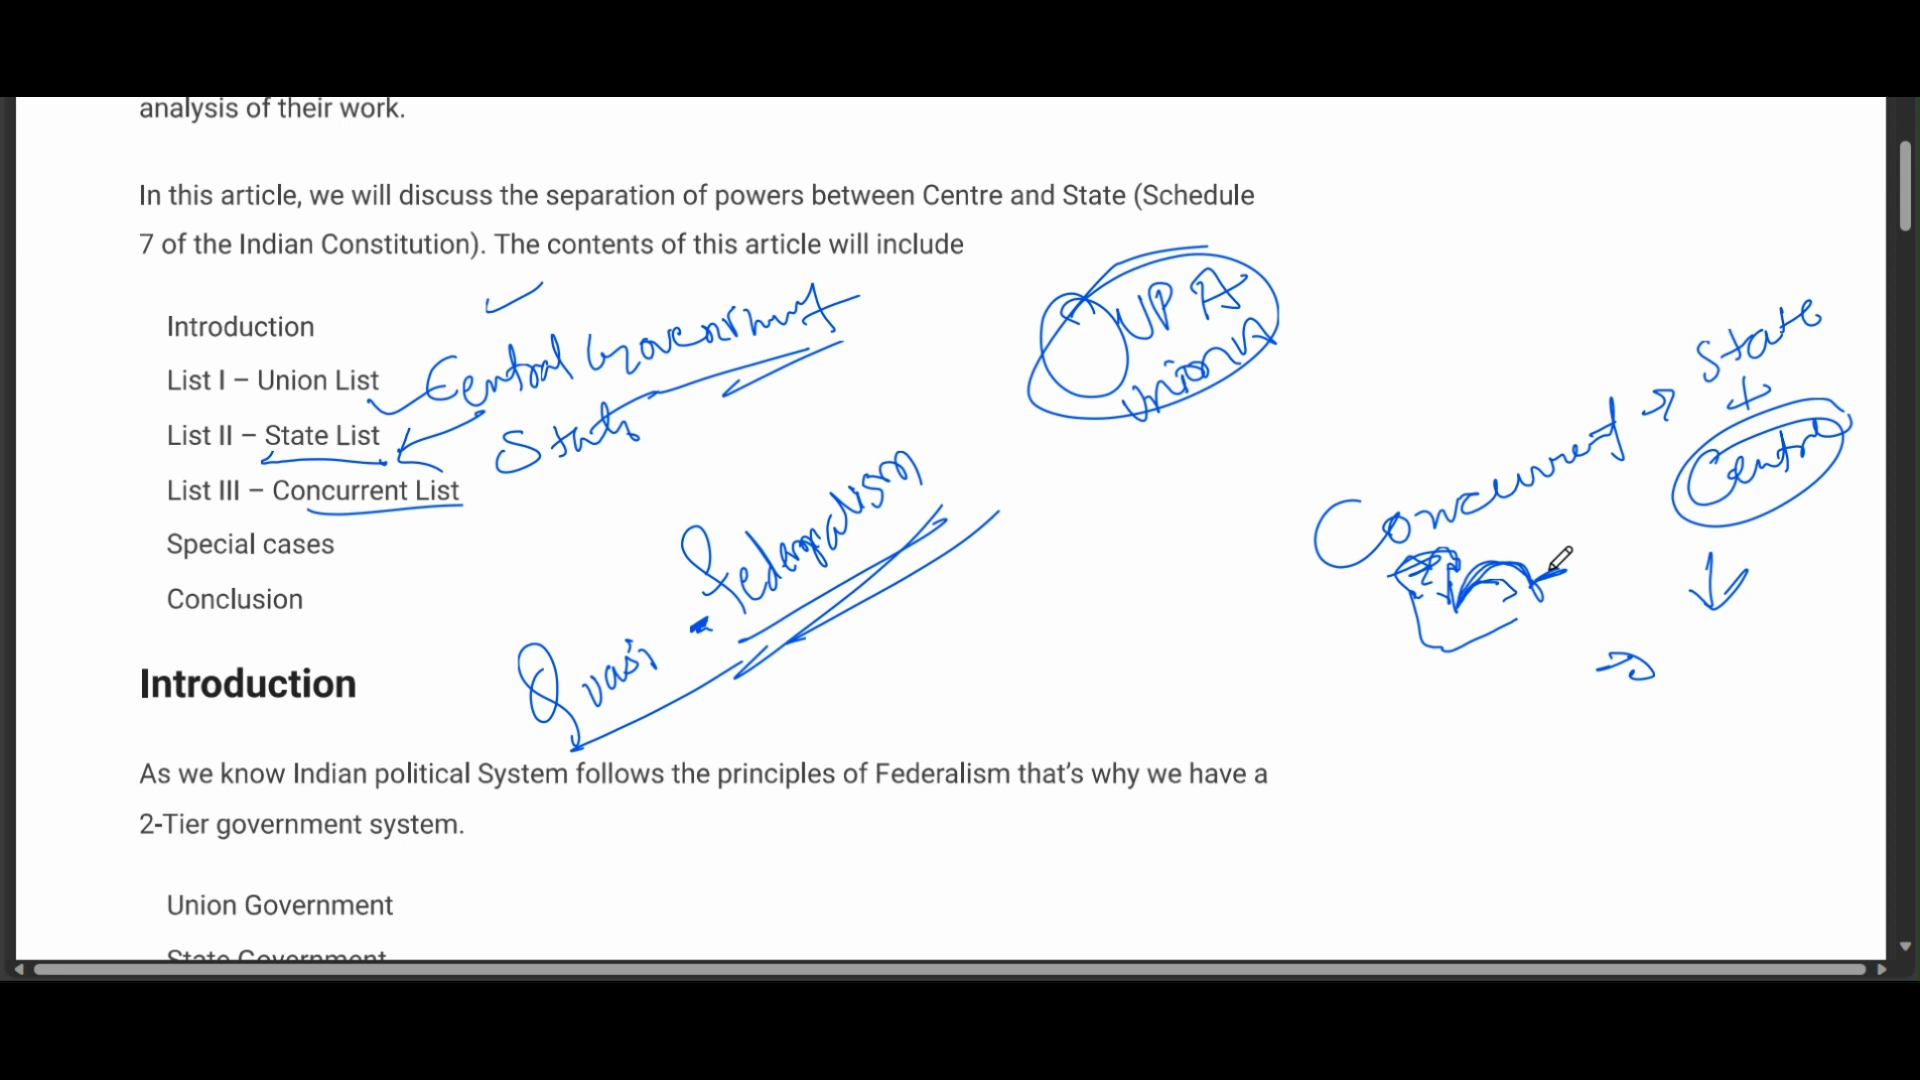 analysis of their work.
In this article, we will discuss the separation of powers between Centre and State (Schedule
7 of the Indian Constitution). The contents of this article will include
Introduction
List I – Union List
Central Government
List II – State List
State
List III – Concurrent List
Special cases
Conclusion
UPA
Union
Quasi - federalism
Concurrent → State
+
Central
Introduction
As we know Indian political System follows the principles of Federalism that's why we have a
2-Tier government system.
Union Government
State Government